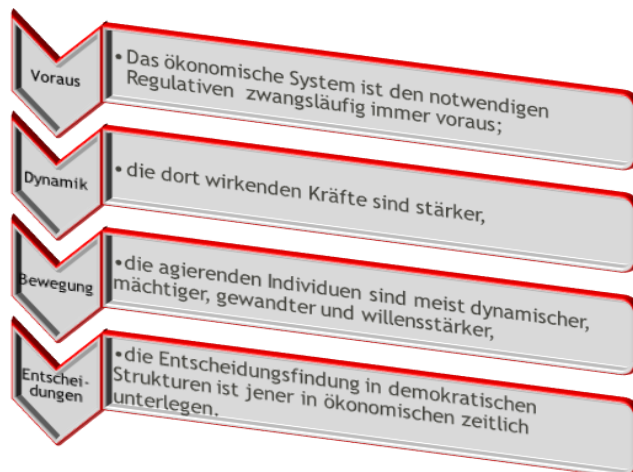 Voraus
• Das ökonomische System ist den notwendigen
Regulativen zwangsläufig immer voraus;
Dynamik
• die dort wirkenden Kräfte sind stärker,
Bewegung
•die agierenden Individuen sind meist dynamischer,
mächtiger, gewandter und willensstärker,
Entschei-
dungen
•die Entscheidungsfindung in demokratischen
Strukturen ist jener in ökonomischen zeitlich
unterlegen.